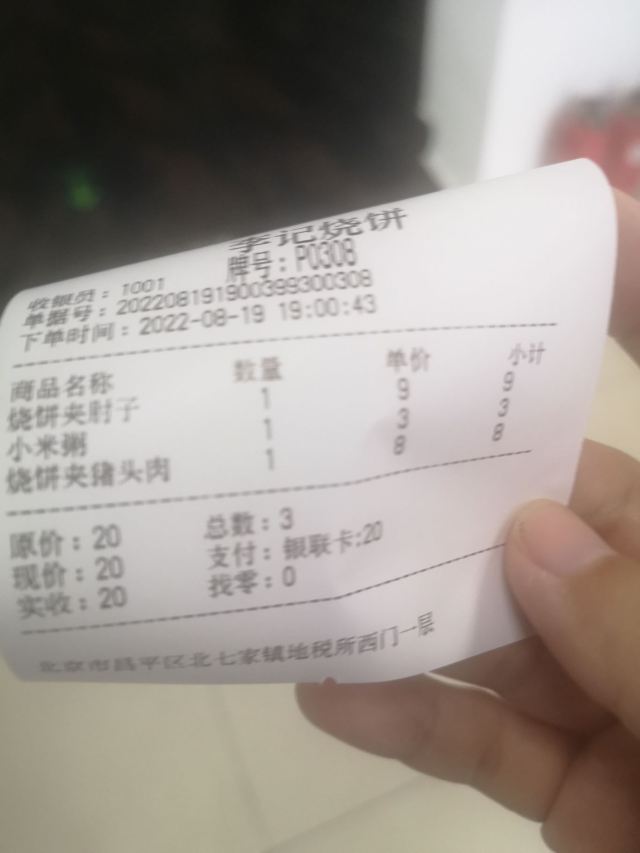 李记烧饼
牌号：P0308
收银员：1001
单据号：202208191900399300308
下单时间：2022-08-19 19:00:43
商品名称 数量 单价 小计
烧饼夹肘子 1 9 9
小米粥 1 3 3
烧饼夹猪头肉 1 8 8
原价：20 总数：3
现价：20 支付：银联卡:20
实收：20 找零：0
北京市昌平区北七家镇地税所西门一层